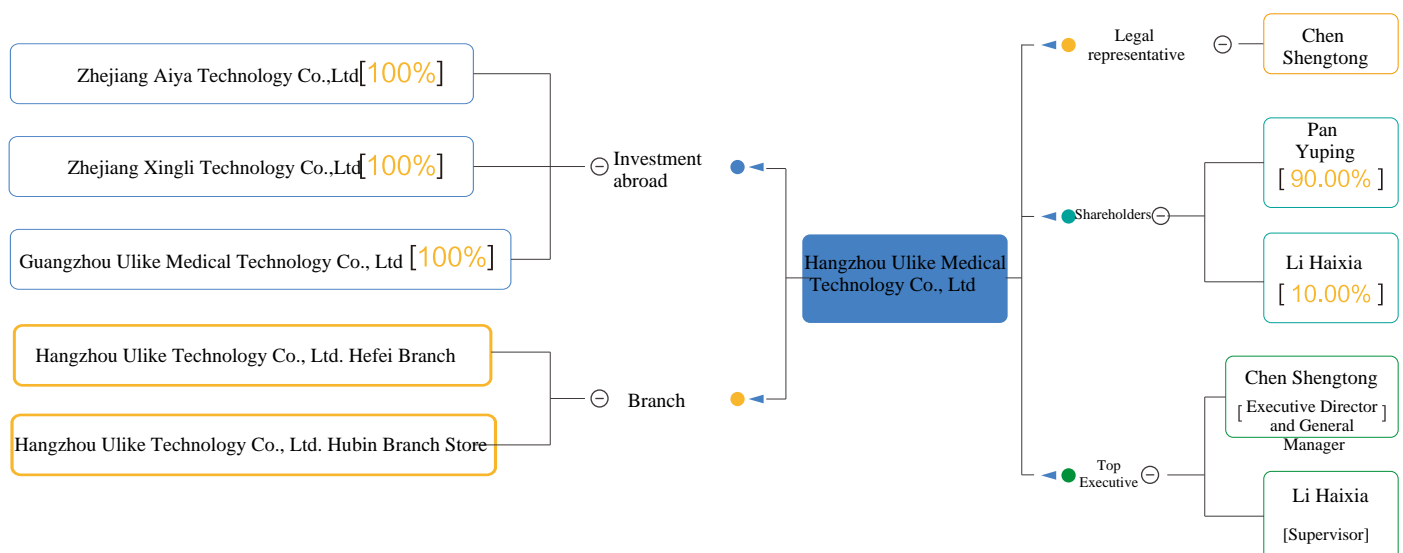 Zhejiang Aiya Technology Co.,Ltd[100%]
Zhejiang Xingli Technology Co.,Ltd[100%]
Guangzhou Ulike Medical Technology Co., Ltd [100%]
Investment
abroad
Hangzhou Ulike Technology Co., Ltd. Hefei Branch
Hangzhou Ulike Technology Co., Ltd. Hubin Branch Store
Branch
Hangzhou Ulike Medical
Technology Co., Ltd
Legal
representative
Chen
Shengtong
Shareholders
Pan
Yuping
[ 90.00% ]
Li Haixia
[ 10.00% ]
Top
Executive
Chen Shengtong
[ Executive Director ]
and General
Manager
Li Haixia
[Supervisor]